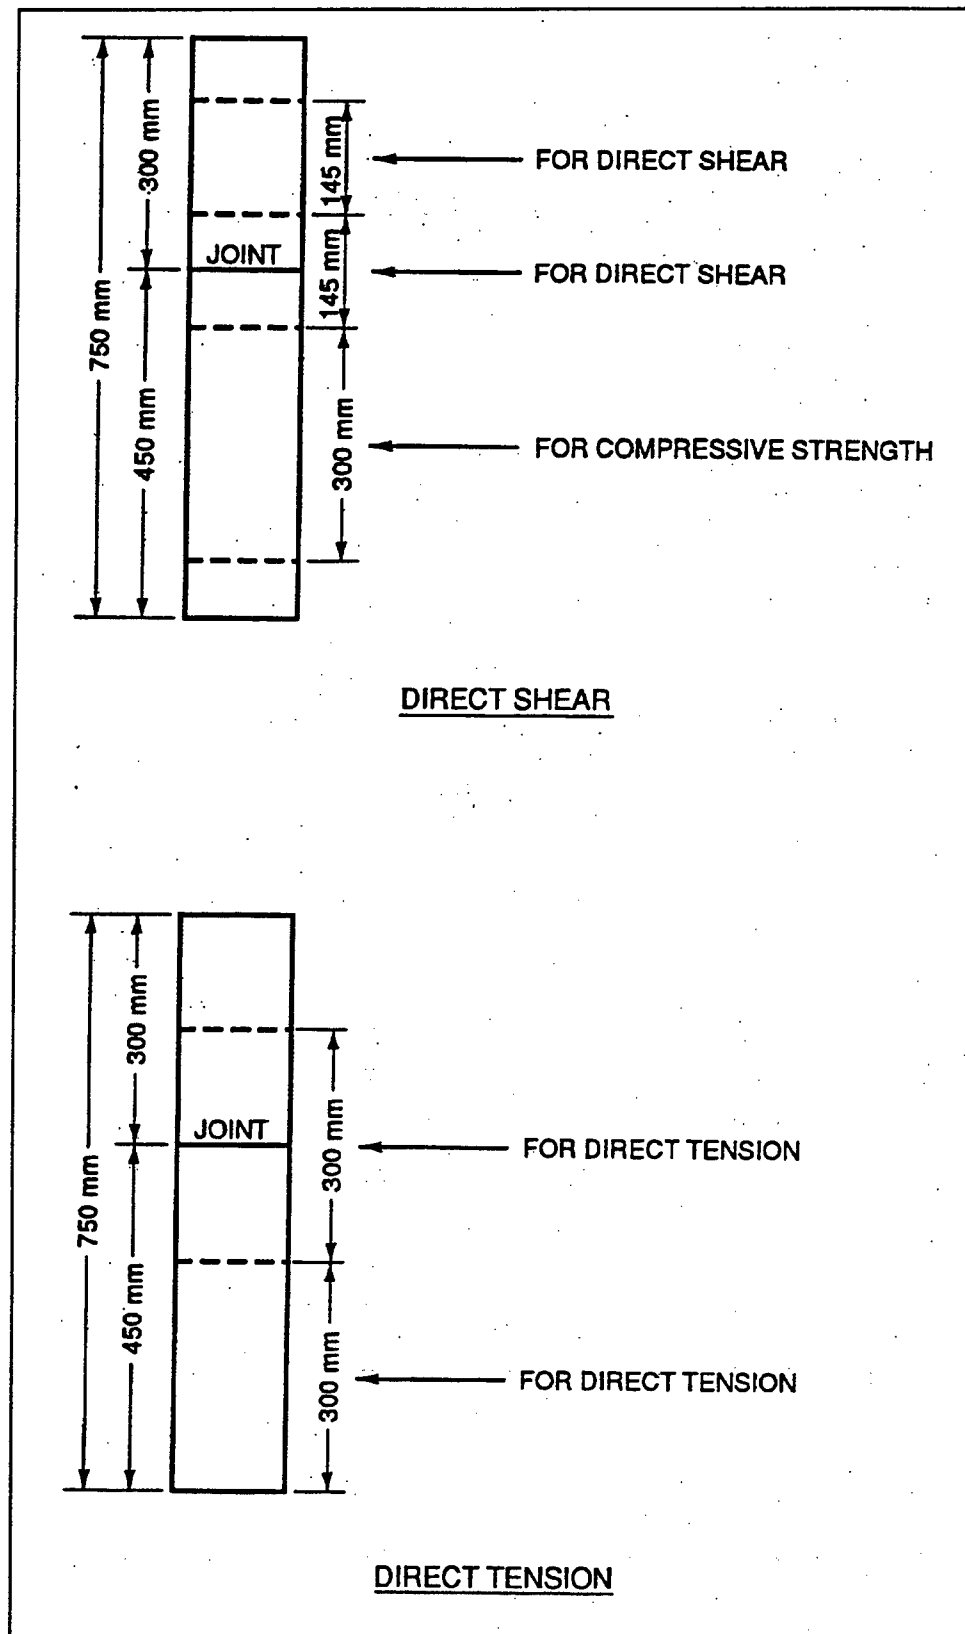 750 mm
300 mm
450 mm
JOINT
145 mm
145 mm
300 mm
FOR DIRECT SHEAR
FOR DIRECT SHEAR
FOR COMPRESSIVE STRENGTH
DIRECT SHEAR
750 mm
300 mm
450 mm
JOINT
300 mm
300 mm
FOR DIRECT TENSION
FOR DIRECT TENSION
DIRECT TENSION